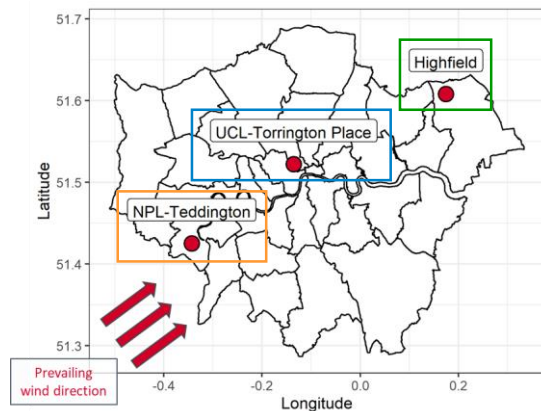 51.7
Highfield
51.6
UCL-Torrington Place
51.5
NPL-Teddington
51.4
51.3
Latitude
Prevailing
wind direction
-0.4
-0.2
0.0
0.2
Longitude